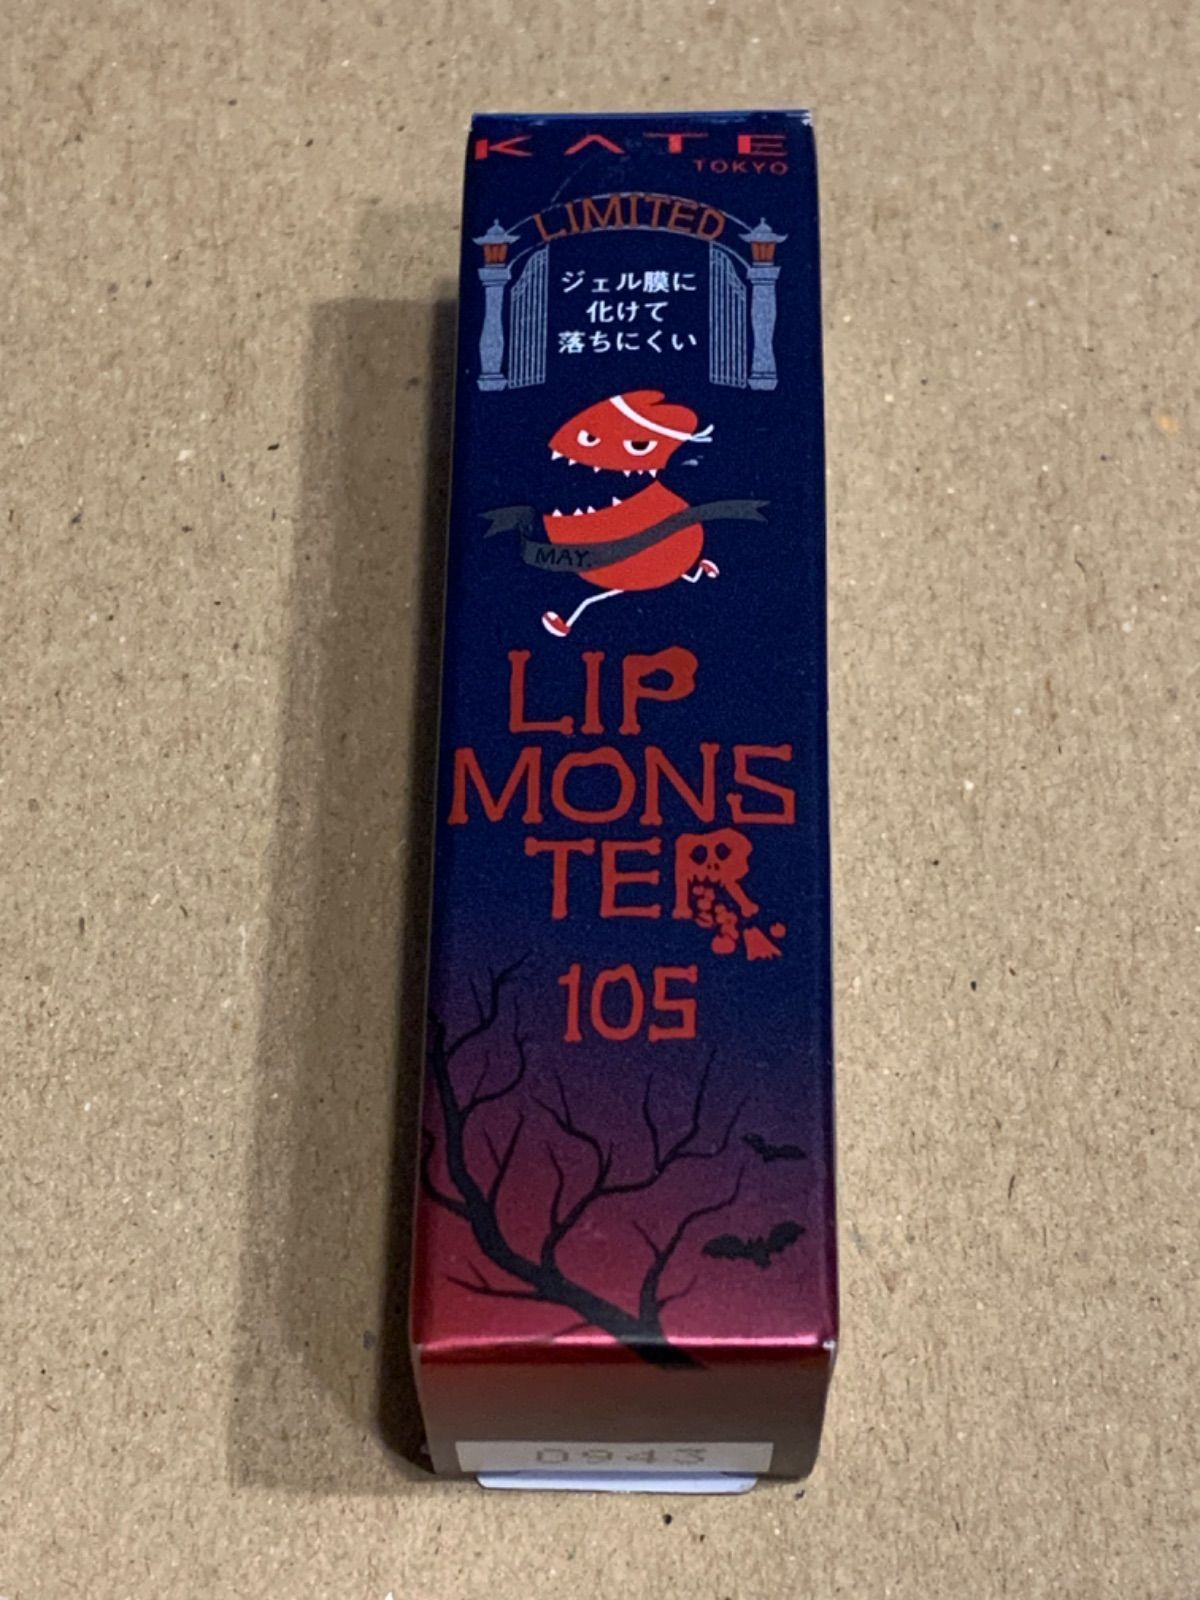 KATE
TOKYO
LIMITED
ジェル膜に
化けて
落ちにくい
MAY.
LIP
MONS
TER
105
0943